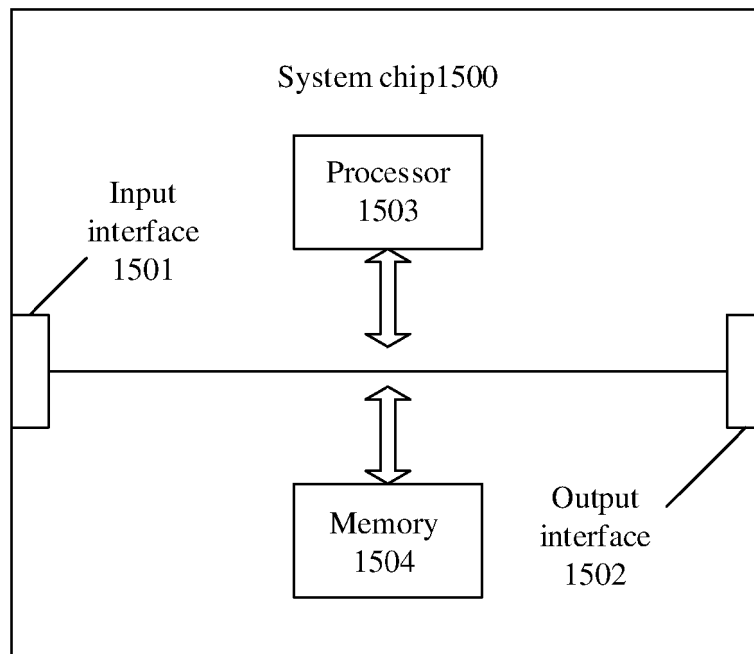 System chip1500
Processor
1503
Input
interface
1501
Memory
1504
Output
interface
1502